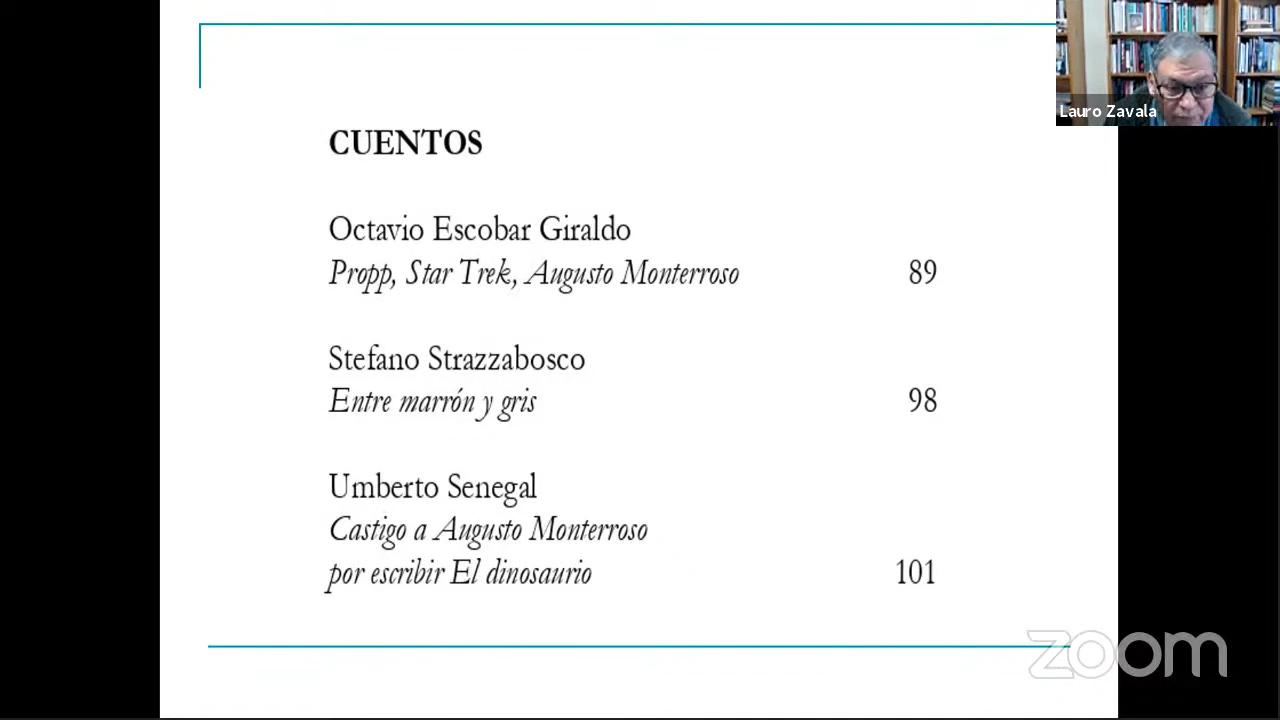 Lauro Zavala
CUENTOS
Octavio Escobar Giraldo
Propp, Star Trek, Augusto Monterroso 89
Stefano Strazzabosco
Entre marrón y gris 98
Umberto Senegal
Castigo a Augusto Monterroso
por escribir El dinosaurio 101
zoom